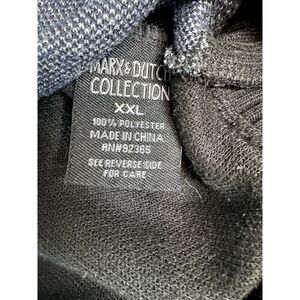 MARX & DUTCH
COLLECTION
XXL
100% POLYESTER
MADE IN CHINA
RN#92365
SEE REVERSE SIDE
FOR CARE